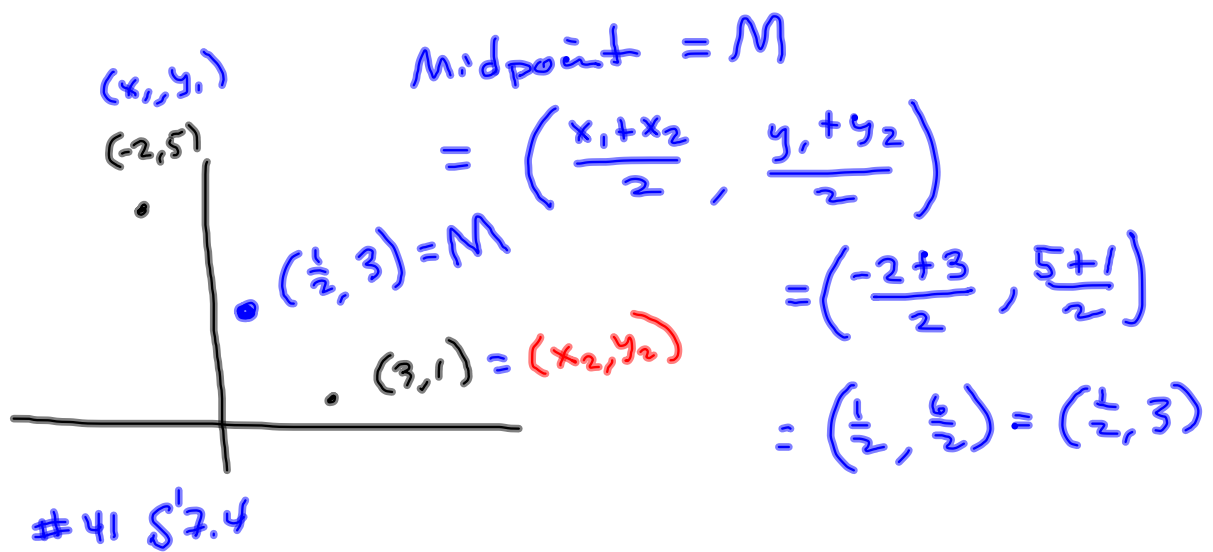 Midpoint = M
(x₁, y₁)
(-2,5)
= ( (x₁+x₂)/2 , (y₁+y₂)/2 )
(1/2, 3) = M
= ( (-2+3)/2 , (5+1)/2 )
(3,1) = (x₂,y₂)
= (1/2, 6/2) = (1/2, 3)
#41 §7.4